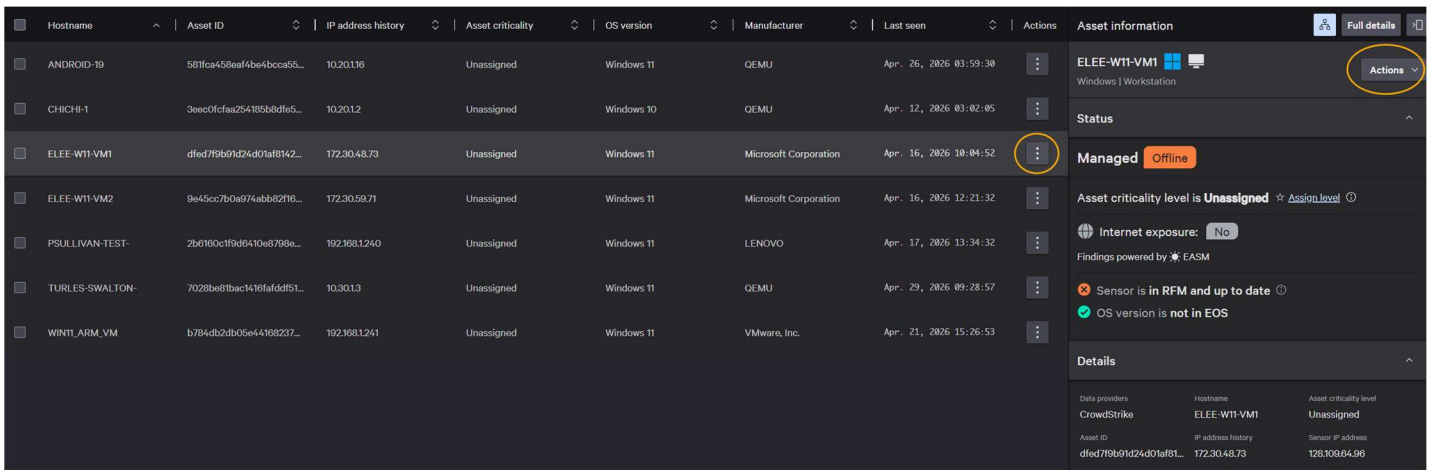 Hostname Asset ID IP address history Asset criticality OS version Manufacturer Last seen Actions
ANDROID-19 581fca458eaf4be4bcca55... 10.20.1.16 Unassigned Windows 11 QEMU Apr. 26, 2026 03:59:30
CHICHI-1 3eec0fcfaa254185b8dfe5... 10.20.1.2 Unassigned Windows 10 QEMU Apr. 12, 2026 03:02:05
ELEE-W11-VM1 dfed7f9b91d24d01af8142... 172.30.48.73 Unassigned Windows 11 Microsoft Corporation Apr. 16, 2026 10:04:52
ELEE-W11-VM2 9e45cc7b0a974abb82f16... 172.30.59.71 Unassigned Windows 11 Microsoft Corporation Apr. 16, 2026 12:21:32
PSULLIVAN-TEST- 2b6160c1f9d6410e8798e... 192.168.1.240 Unassigned Windows 11 LENOVO Apr. 17, 2026 13:34:32
TURLES-SWALTON- 7028be81bac1416fafddf51... 10.30.1.3 Unassigned Windows 11 QEMU Apr. 29, 2026 09:28:57
WIN11_ARM_VM b784db2db05e44168237... 192.168.1.241 Unassigned Windows 11 VMware, Inc. Apr. 21, 2026 15:26:53
Asset information Full details
ELEE-W11-VM1 Actions
Windows | Workstation
Status
Managed Offline
Asset criticality level is Unassigned Assign level
Internet exposure: No
Findings powered by EASM
Sensor is in RFM and up to date
OS version is not in EOS
Details
Data providers Hostname Asset criticality level
CrowdStrike ELEE-W11-VM1 Unassigned
Asset ID IP address history Sensor IP address
dfed7f9b91d24d01af81... 172.30.48.73 128.109.64.96